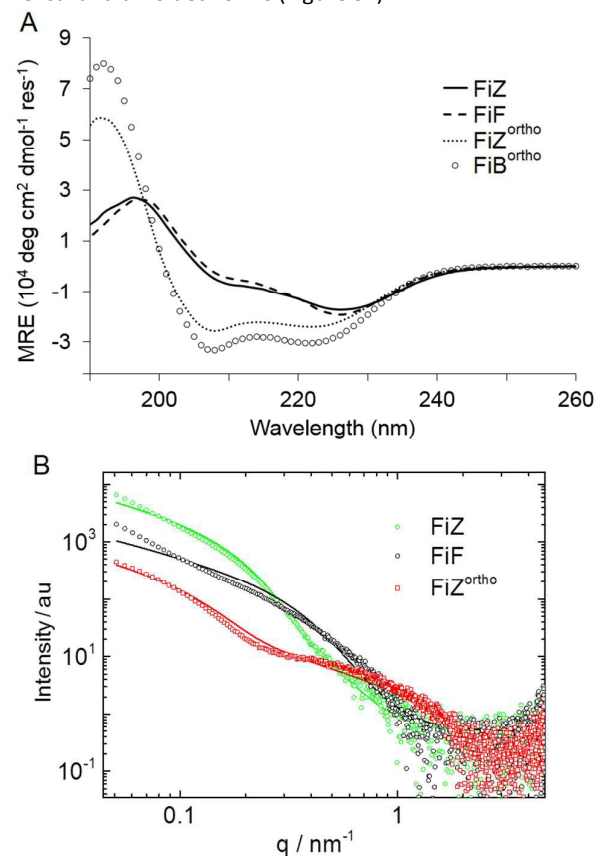 (Figure
A
9
7
5
3
1
-1
-3
MRE (10⁴ deg cm² dmol⁻¹ res⁻¹)
FiZ
FiF
FiZ^ortho
FiB^ortho
200 220 240 260
Wavelength (nm)
B
10³
10¹
10⁻¹
Intensity / au
FiZ
FiF
FiZ^ortho
0.1 1
q / nm⁻¹